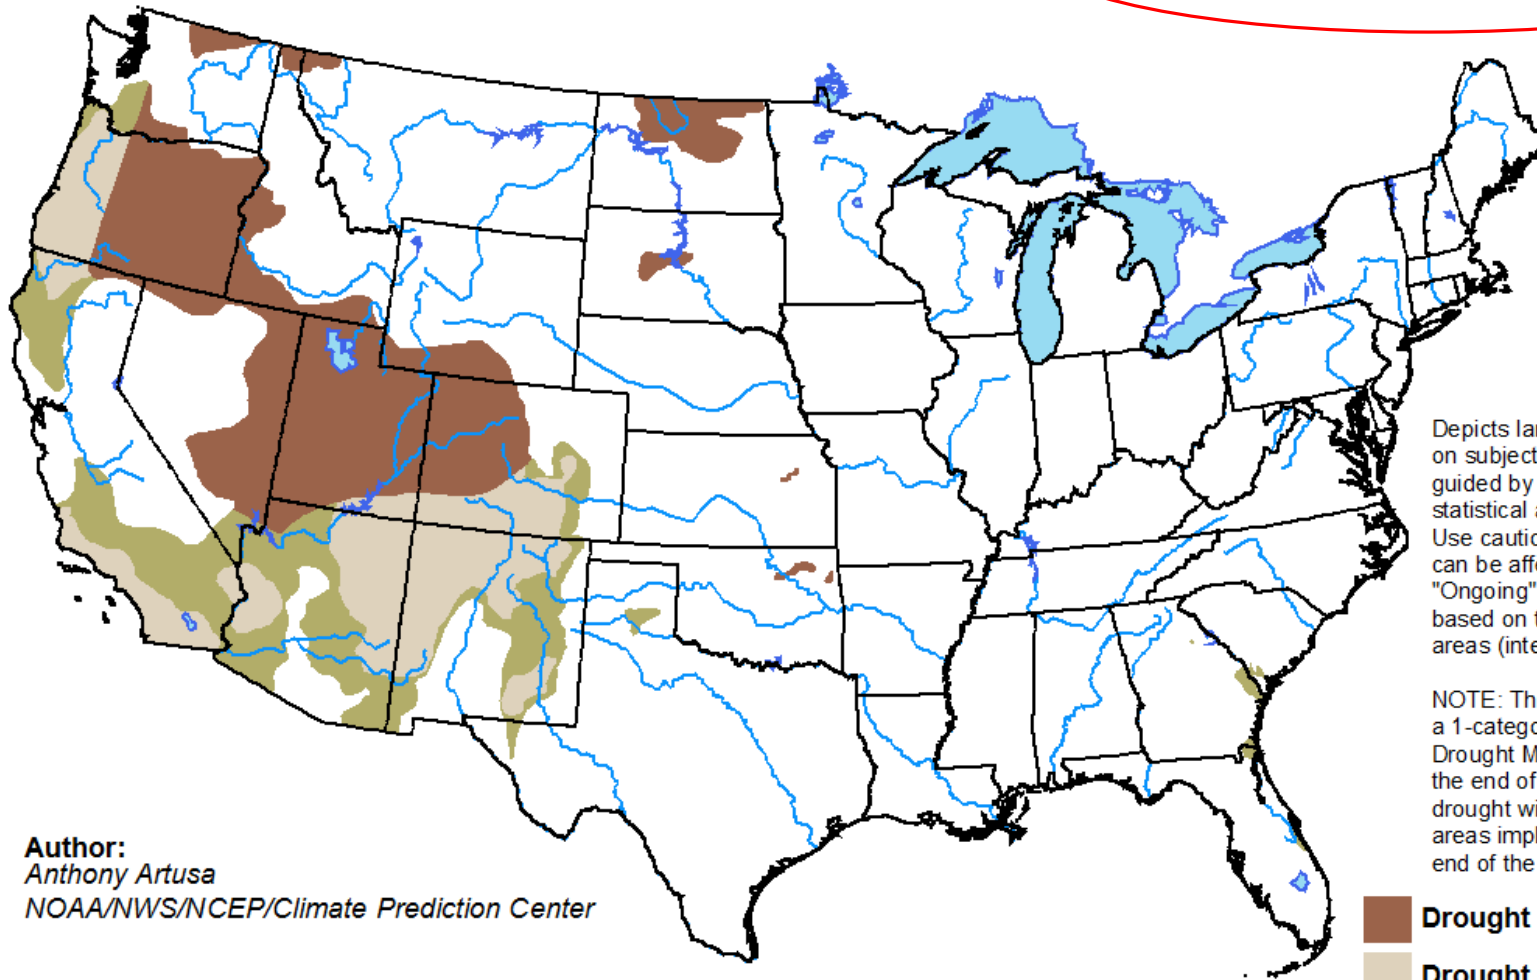 Depicts lar
on subject
guided by
statistical a
Use cautio
can be affe
"Ongoing"
based on t
areas (inte
NOTE: Th
a 1-catego
Drought M
the end of
drought wi
areas impl
end of the
Author:
Anthony Artusa
NOAA/NWS/NCEP/Climate Prediction Center
Drought
Drought